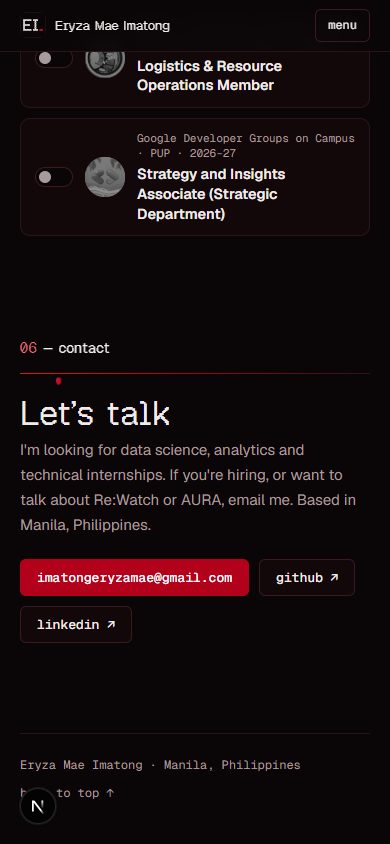 EI.
Eryza Mae Imatong
menu
Logistics & Resource
Operations Member
Google Developer Groups on Campus
· PUP · 2026-27
Strategy and Insights
Associate (Strategic
Department)
06 — contact
Let's talk
I'm looking for data science, analytics and
technical internships. If you're hiring, or want to
talk about Re:Watch or AURA, email me. Based in
Manila, Philippines.
imatongeryzamae@gmail.com
github ↗
linkedin ↗
Eryza Mae Imatong · Manila, Philippines
to top ↑
N